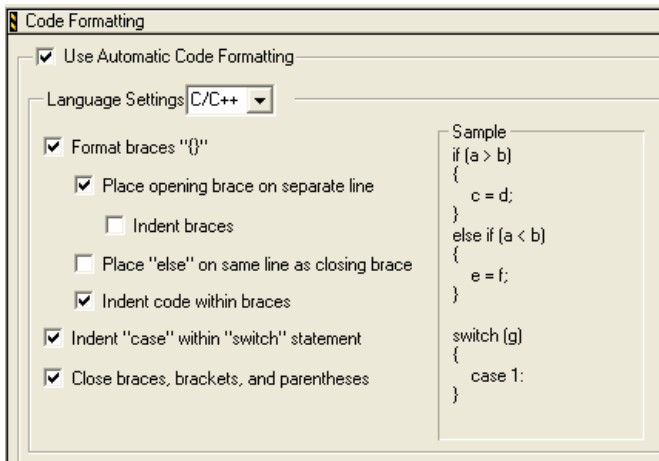 Code Formatting
Use Automatic Code Formatting
Language Settings C/C++
Format braces "{}"
Place opening brace on separate line
Indent braces
Place "else" on same line as closing brace
Indent code within braces
Indent "case" within "switch" statement
Close braces, brackets, and parentheses
Sample
if (a > b)
{
c = d;
}
else if (a < b)
{
e = f;
}
switch (g)
{
case 1:
}